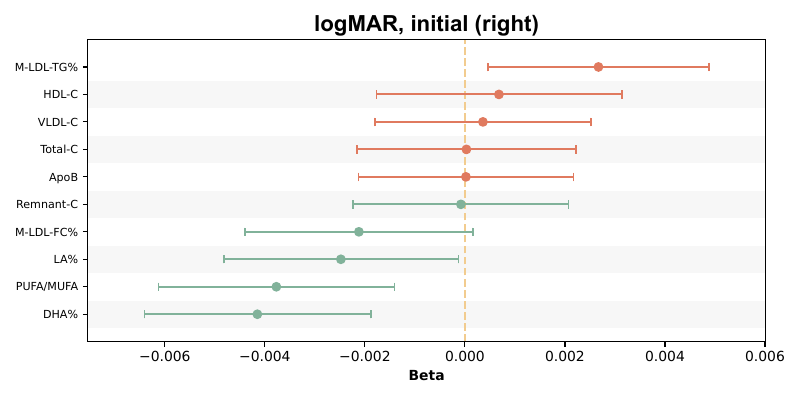 logMAR, initial (right)
M-LDL-TG%
HDL-C
VLDL-C
Total-C
ApoB
Remnant-C
M-LDL-FC%
LA%
PUFA/MUFA
DHA%
−0.006 −0.004 −0.002 0.000 0.002 0.004 0.006
Beta